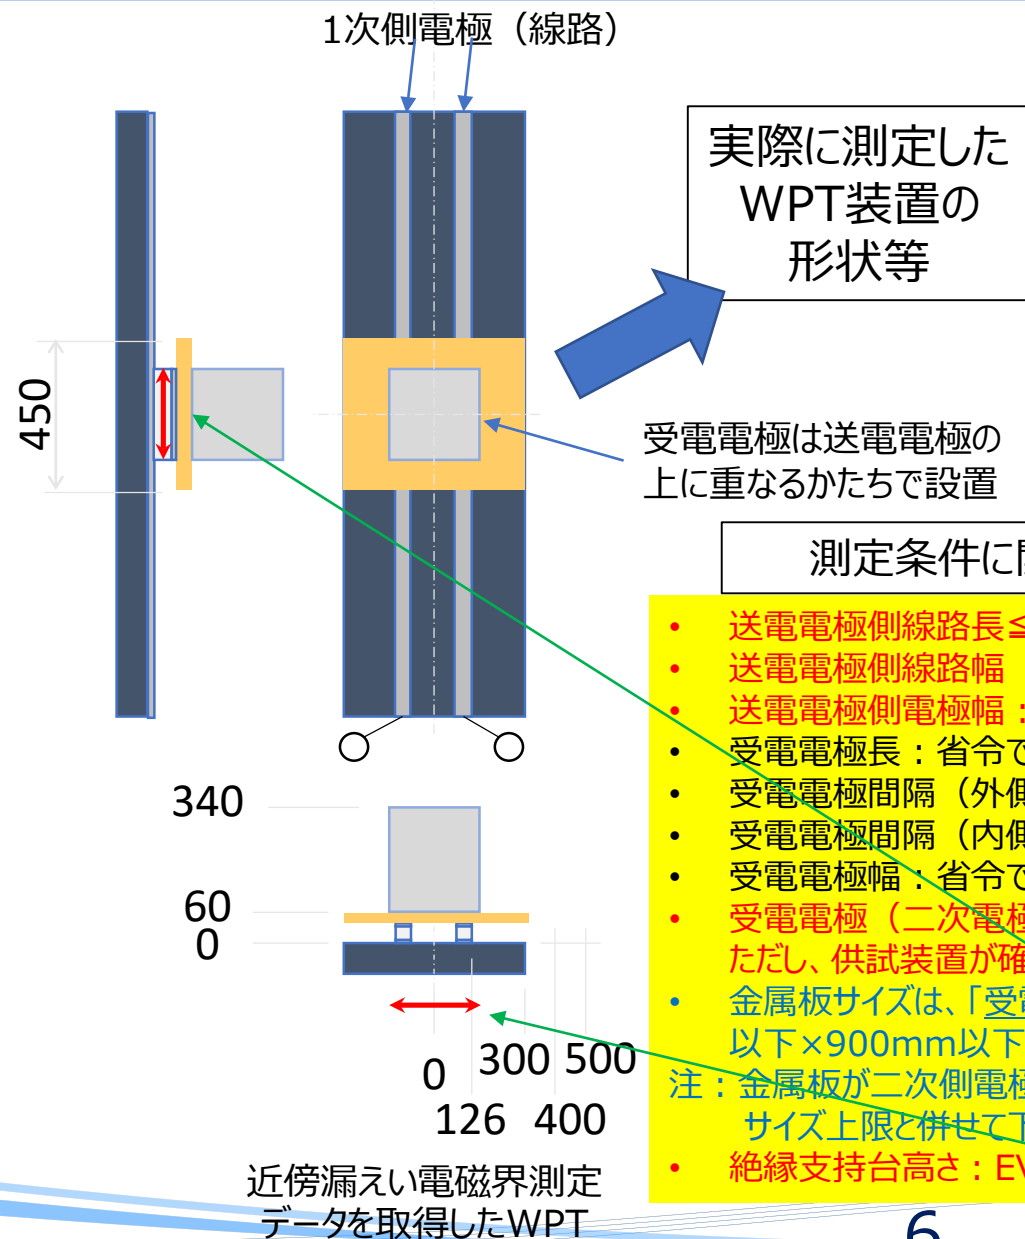 1次側電極（線路）
実際に測定した
WPT装置の
形状等
450
受電電極は送電電極の
上に重なるかたちで設置
測定条件に
• 送電電極側線路長≦
• 送電電極側線路幅
• 送電電極側電極幅：
• 受電電極長：省令で
• 受電電極間隔（外側
• 受電電極間隔（内側
• 受電電極幅：省令で
• 受電電極（二次電極
ただし、供試装置が確
• 金属板サイズは、「受電
以下×900mm以下
注：金属板が二次側電極
サイズ上限と併せて下
• 絶縁支持台高さ：EV
340
60
0
0
300
500
126
400
近傍漏えい電磁界測定
データを取得したWPT
6